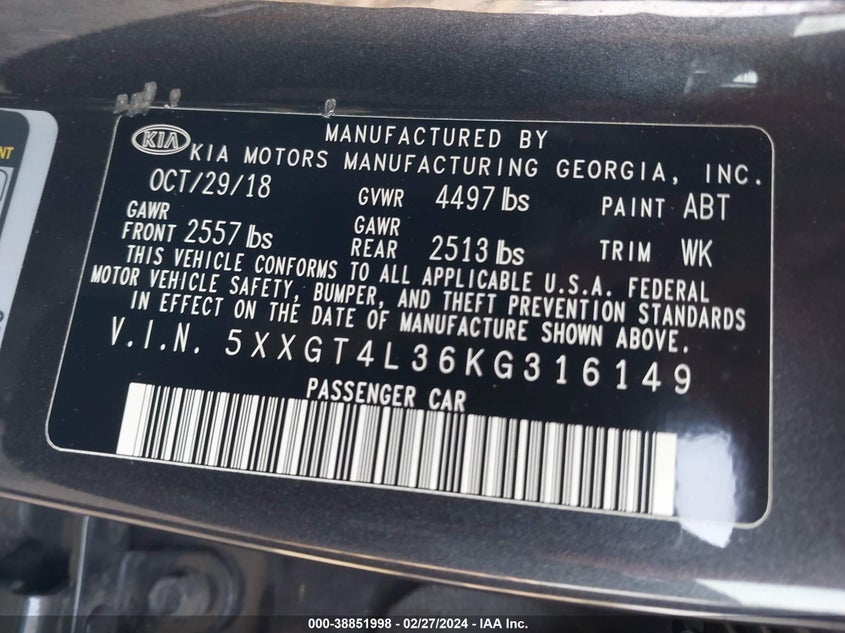 NT
KIA
MANUFACTURED BY
KIA MOTORS MANUFACTURING GEORGIA, INC.
OCT/29/18 GVWR 4497 lbs PAINT ABT
GAWR FRONT 2557 lbs GAWR REAR 2513 lbs TRIM WK
THIS VEHICLE CONFORMS TO ALL APPLICABLE U.S.A. FEDERAL
MOTOR VEHICLE SAFETY, BUMPER, AND THEFT PREVENTION STANDARDS
IN EFFECT ON THE DATE OF MANUFACTURE SHOWN ABOVE.
V.I.N. 5XXGT4L36KG316149
PASSENGER CAR
000-38851998 | 02/27/2024 - IAA Inc.